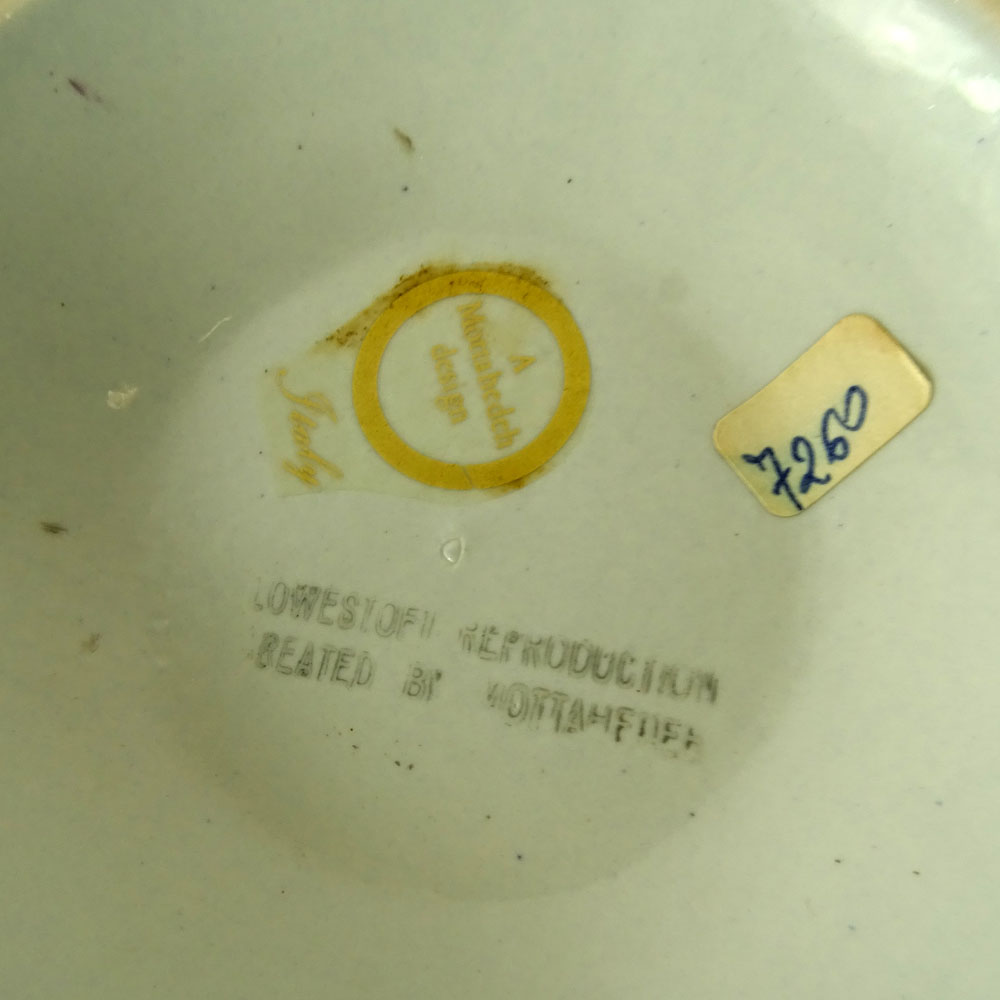 A
Mottahedeh
design
Italy
7260
LOWESTOFT REPRODUCTION
CREATED BY MOTTAHEDEH